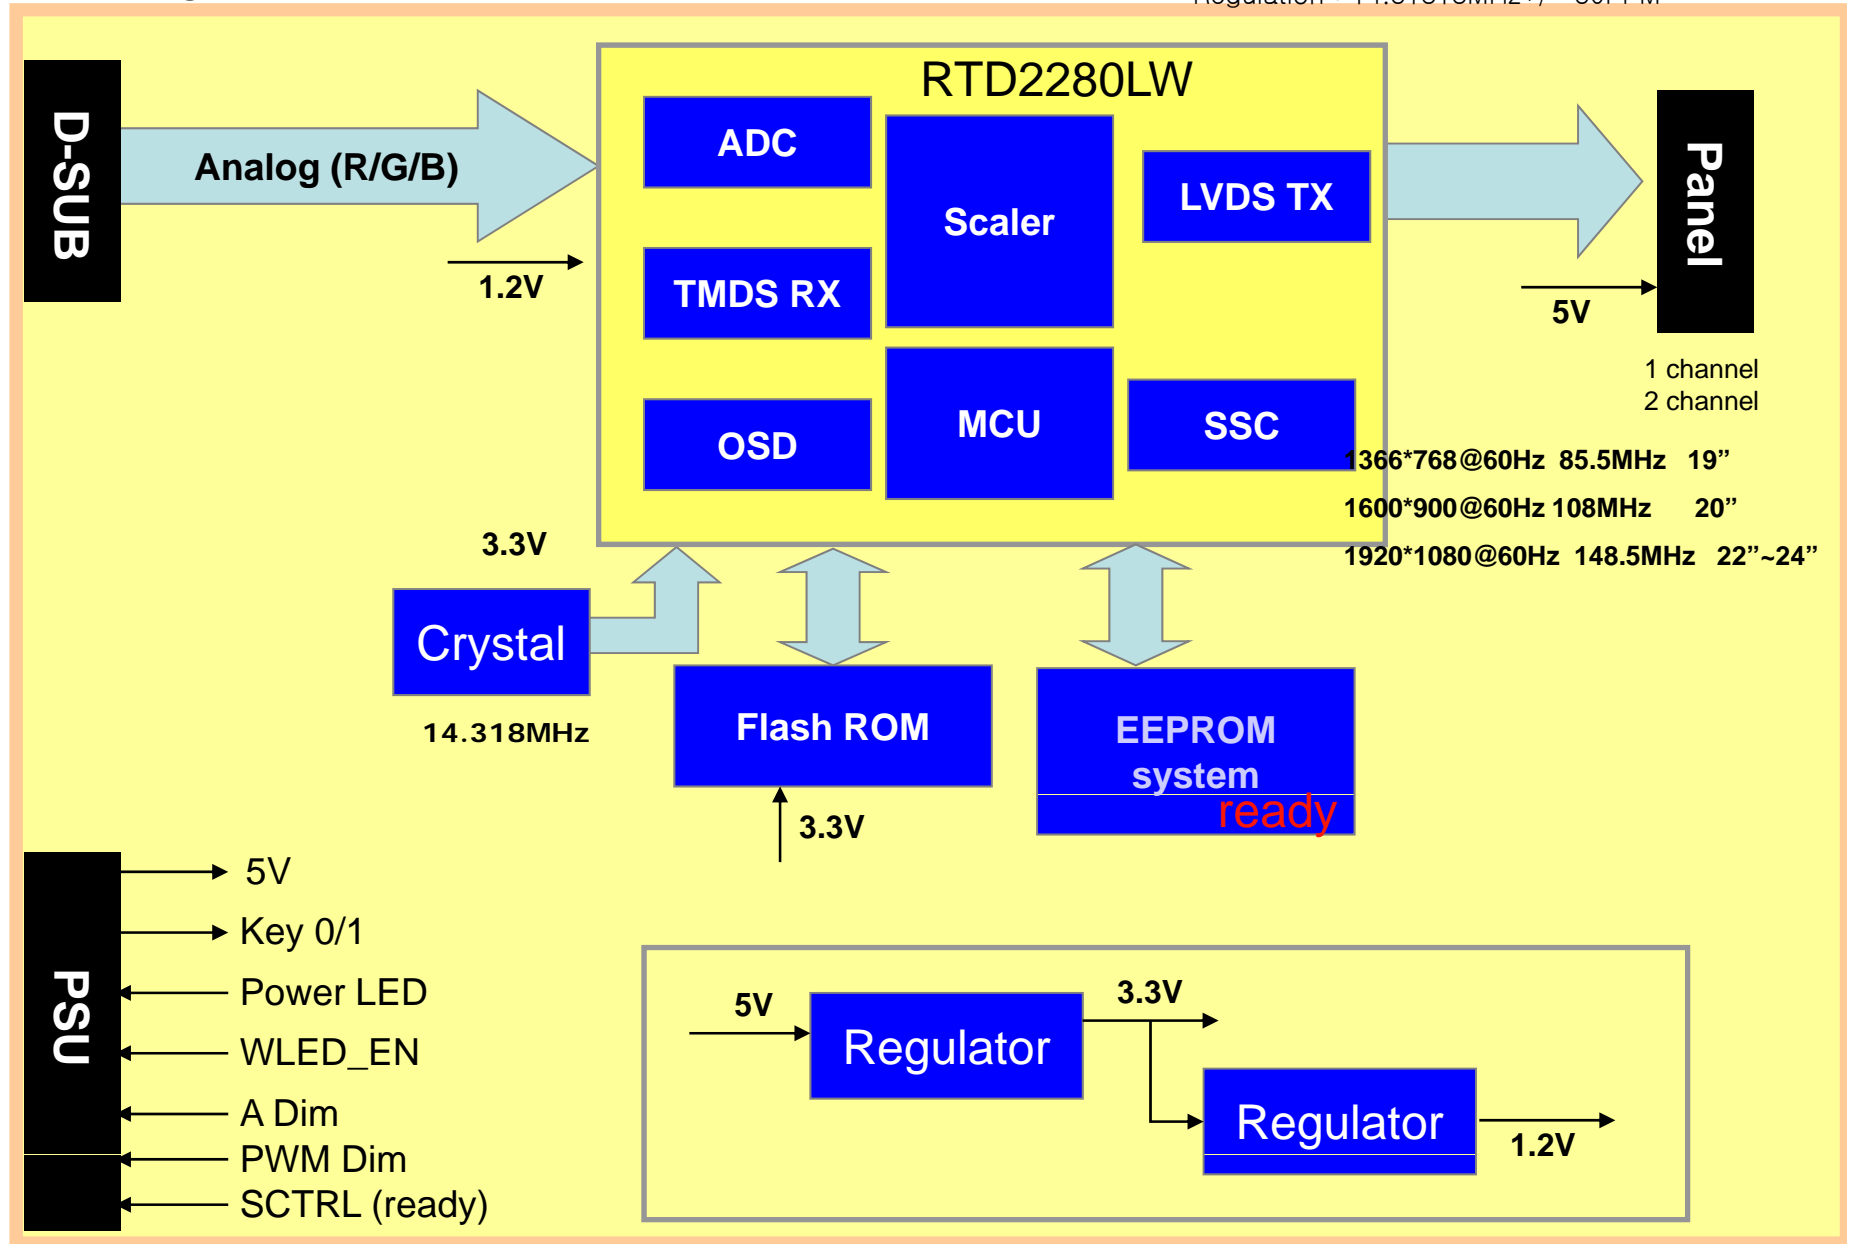 RTD2280LW
D-SUB
Analog (R/G/B)
1.2V
ADC
TMDS RX
OSD
Scaler
MCU
LVDS TX
SSC
Panel
5V
1 channel
2 channel
1366*768@60Hz 85.5MHz 19”
1600*900@60Hz 108MHz 20”
1920*1080@60Hz 148.5MHz 22”~24”
3.3V
Crystal
14.318MHz
Flash ROM
3.3V
EEPROM
system
ready
PSU
5V
Key 0/1
Power LED
WLED_EN
A Dim
PWM Dim
SCTRL (ready)
5V
Regulator
3.3V
Regulator
1.2V